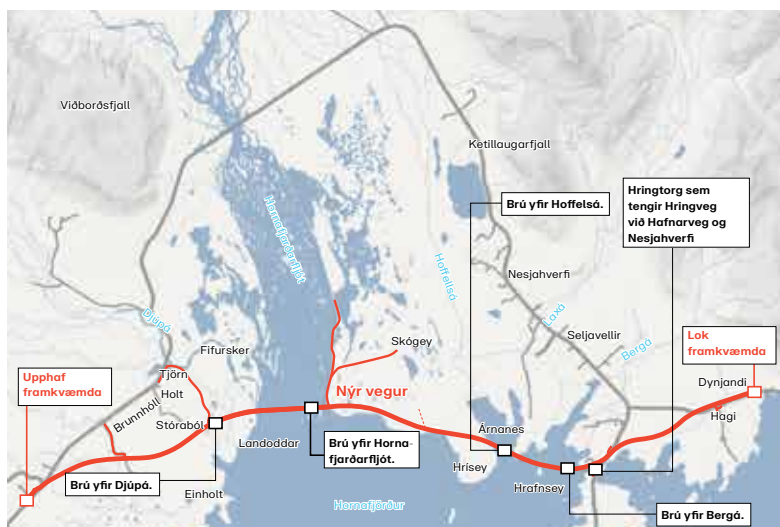 Viðborðsfjall
Ketillaugarfjall
Brú yfir Hoffelsá.
Hringtorg sem
tengir Hringveg
við Hafnarveg og
Nesjahverfi
Hornafjarðarfljót
Hoffellsá
Nesjahverfi
Laxá
Djúpá
Seljavellir
Bergá
Skógey
Fífursker
Lok
framkvæmda
Upphaf
framkvæmda
Tjörn
Holt
Dynjandi
Nýr vegur
Brunnhóll
Stóraból
Hagi
Árnanes
Landoddar
Brú yfir Horna-
fjarðarfljót.
Hrísey
Brú yfir Djúpá.
Einholt
Hrafnsey
Hornafjörður
Brú yfir Bergá.